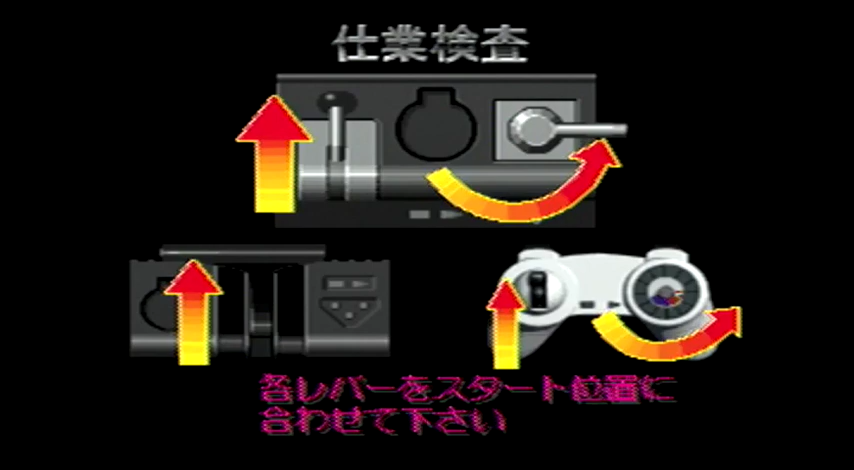 仕業検査
各レバーをスタート位置に
合わせて下さい